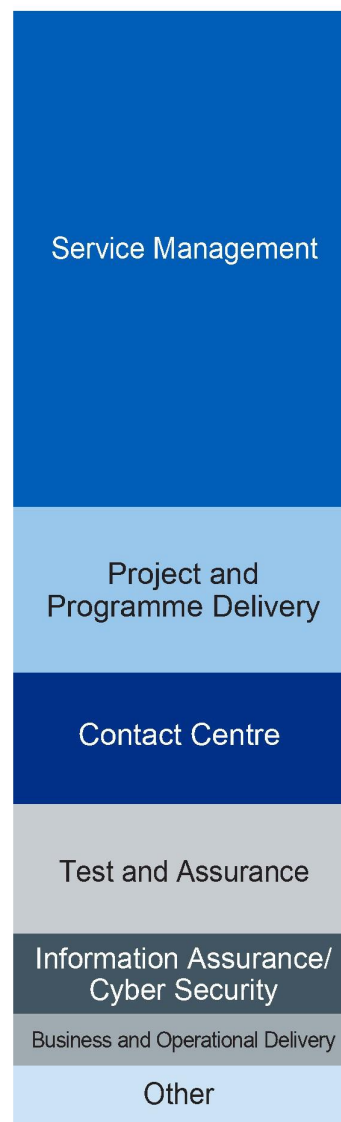 Service Management
Project and
Programme Delivery
Contact Centre
Test and Assurance
Information Assurance/
Cyber Security
Business and Operational Delivery
Other